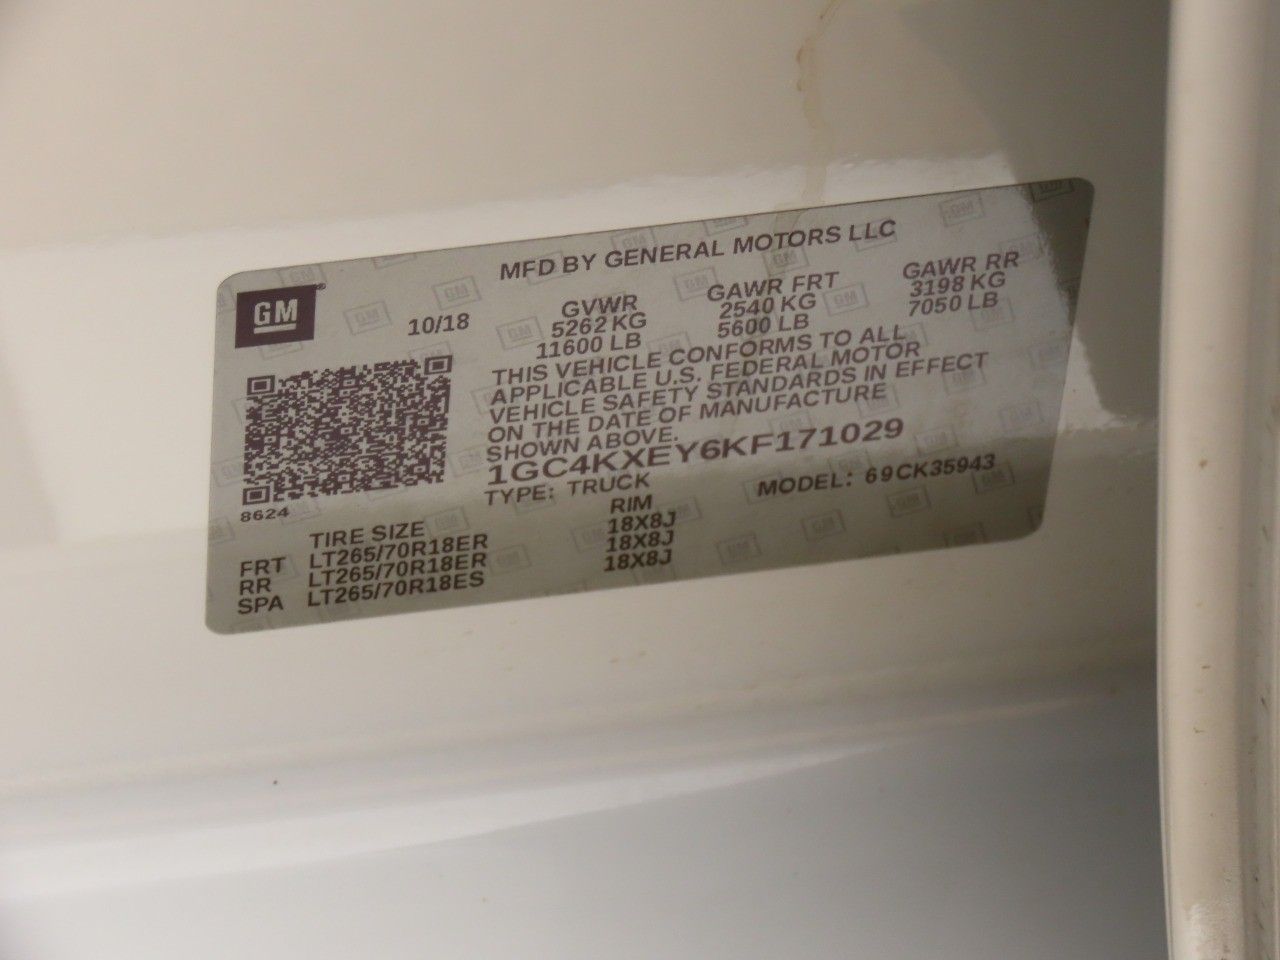 MFD BY GENERAL MOTORS LLC
GM
10/18
GVWR GAWR FRT GAWR RR
5262 KG 2540 KG 3198 KG
11600 LB 5600 LB 7050 LB
THIS VEHICLE CONFORMS TO ALL
APPLICABLE U.S. FEDERAL MOTOR
VEHICLE SAFETY STANDARDS IN EFFECT
ON THE DATE OF MANUFACTURE
SHOWN ABOVE.
1GC4KXEY6KF171029
TYPE: TRUCK MODEL: 69CK35943
8624
TIRE SIZE RIM
FRT LT265/70R18ER 18X8J
RR LT265/70R18ER 18X8J
SPA LT265/70R18ES 18X8J